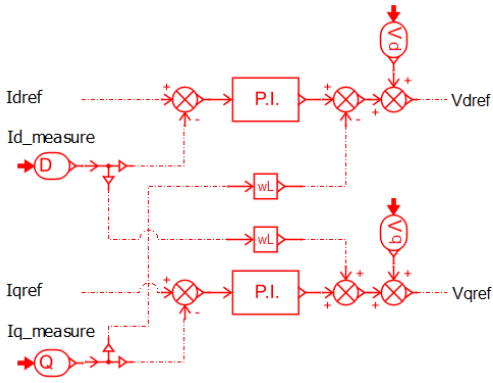 Vd
Idref
+
P.I.
+
+
Vdref
-
-
+
Id_measure
D
wL
wL
Vq
Iqref
+
P.I.
+
+
Vqref
-
+
+
Iq_measure
Q